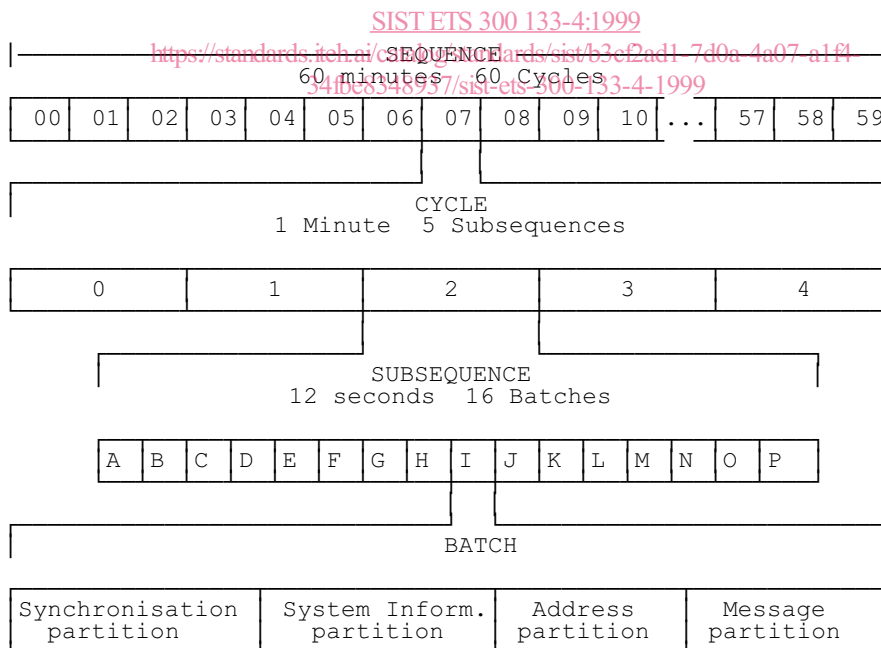 SIST ETS 300 133-4:1999
SEQUENCE
https://standards.iteh.ai/catalog/standards/sist/b3cf2ad1-7d0a-4a07-a1f4-
60 minutes 60 Cycles
34fbe8348937/sist-ets-300-133-4-1999
00 01 02 03 04 05 06 07 08 09 10 ... 57 58 59
CYCLE
1 Minute 5 Subsequences
0 1 2 3 4
SUBSEQUENCE
12 seconds 16 Batches
A B C D E F G H I J K L M N O P
BATCH
Synchronisation System Inform. Address Message
partition partition partition partition